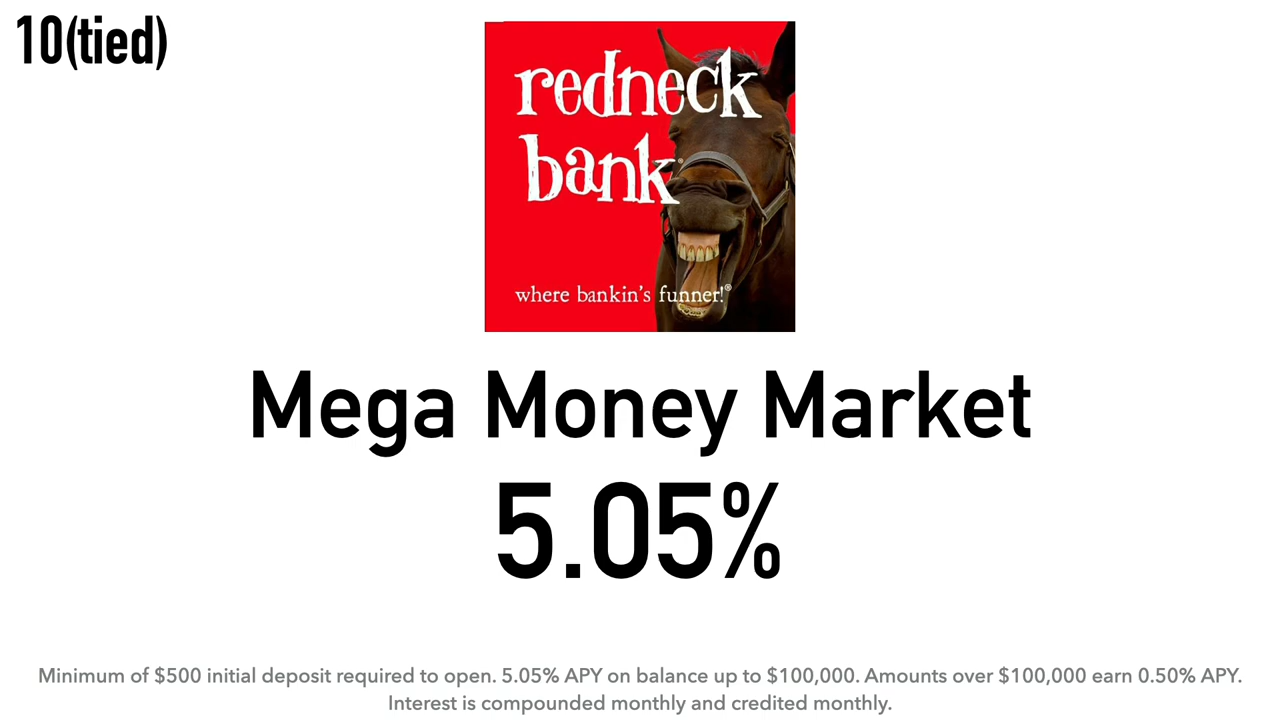 10(tied)
redneck
bank®
where bankin's funner!®
Mega Money Market
5.05%
Minimum of $500 initial deposit required to open. 5.05% APY on balance up to $100,000. Amounts over $100,000 earn 0.50% APY.
Interest is compounded monthly and credited monthly.